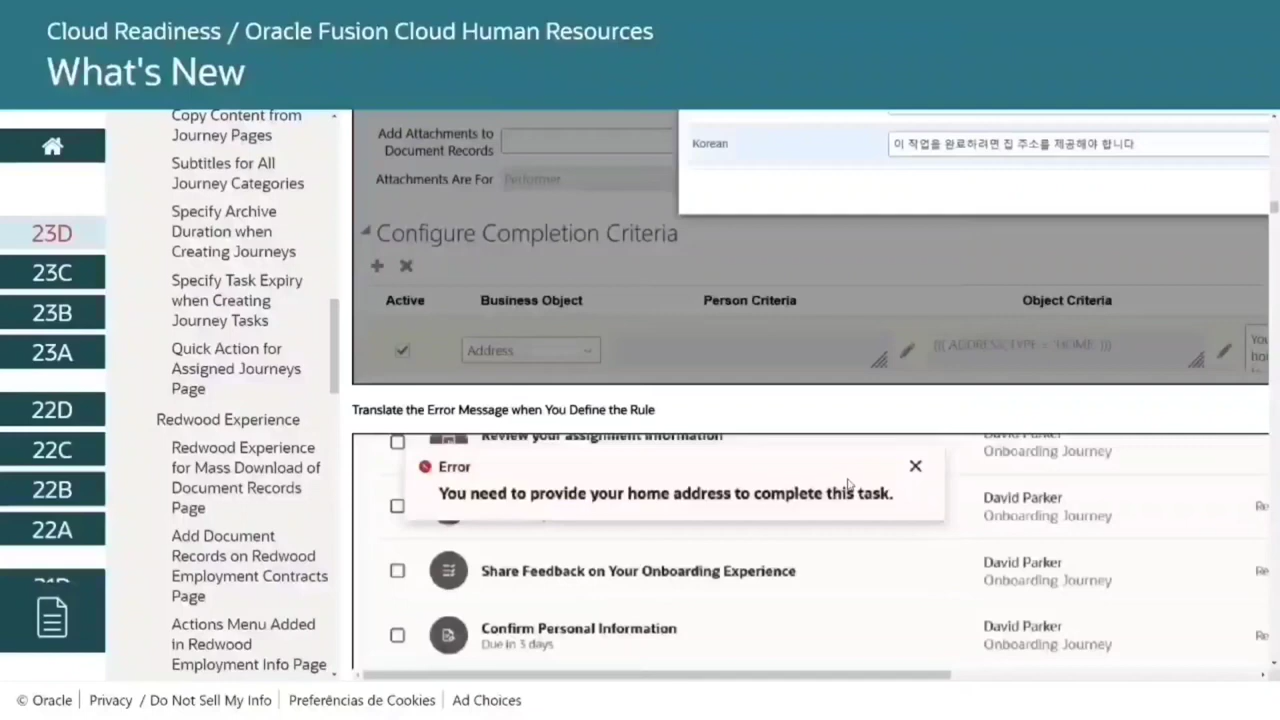 Cloud Readiness / Oracle Fusion Cloud Human Resources
What's New
23D
23C
23B
23A
22D
22C
22B
22A
Copy Content from
Journey Pages
Subtitles for All
Journey Categories
Specify Archive
Duration when
Creating Journeys
Specify Task Expiry
when Creating
Journey Tasks
Quick Action for
Assigned Journeys
Page
Redwood Experience
Redwood Experience
for Mass Download of
Document Records
Page
Add Document
Records on Redwood
Employment Contracts
Page
Actions Menu Added
in Redwood
Employment Info Page
Add Attachments to
Document Records
Attachments Are For Performer
Korean 이 작업을 완료하려면 집 주소를 제공해야 합니다
Configure Completion Criteria
Active Business Object Person Criteria Object Criteria
Address ((( ADDRESS_TYPE = 'HOME' )))
Translate the Error Message when You Define the Rule
Review your assignment information David Parker
Onboarding Journey
Error
You need to provide your home address to complete this task.
David Parker
Onboarding Journey
Share Feedback on Your Onboarding Experience
David Parker
Onboarding Journey
Confirm Personal Information
Due in 3 days
David Parker
Onboarding Journey
© Oracle | Privacy / Do Not Sell My Info | Preferências de Cookies | Ad Choices